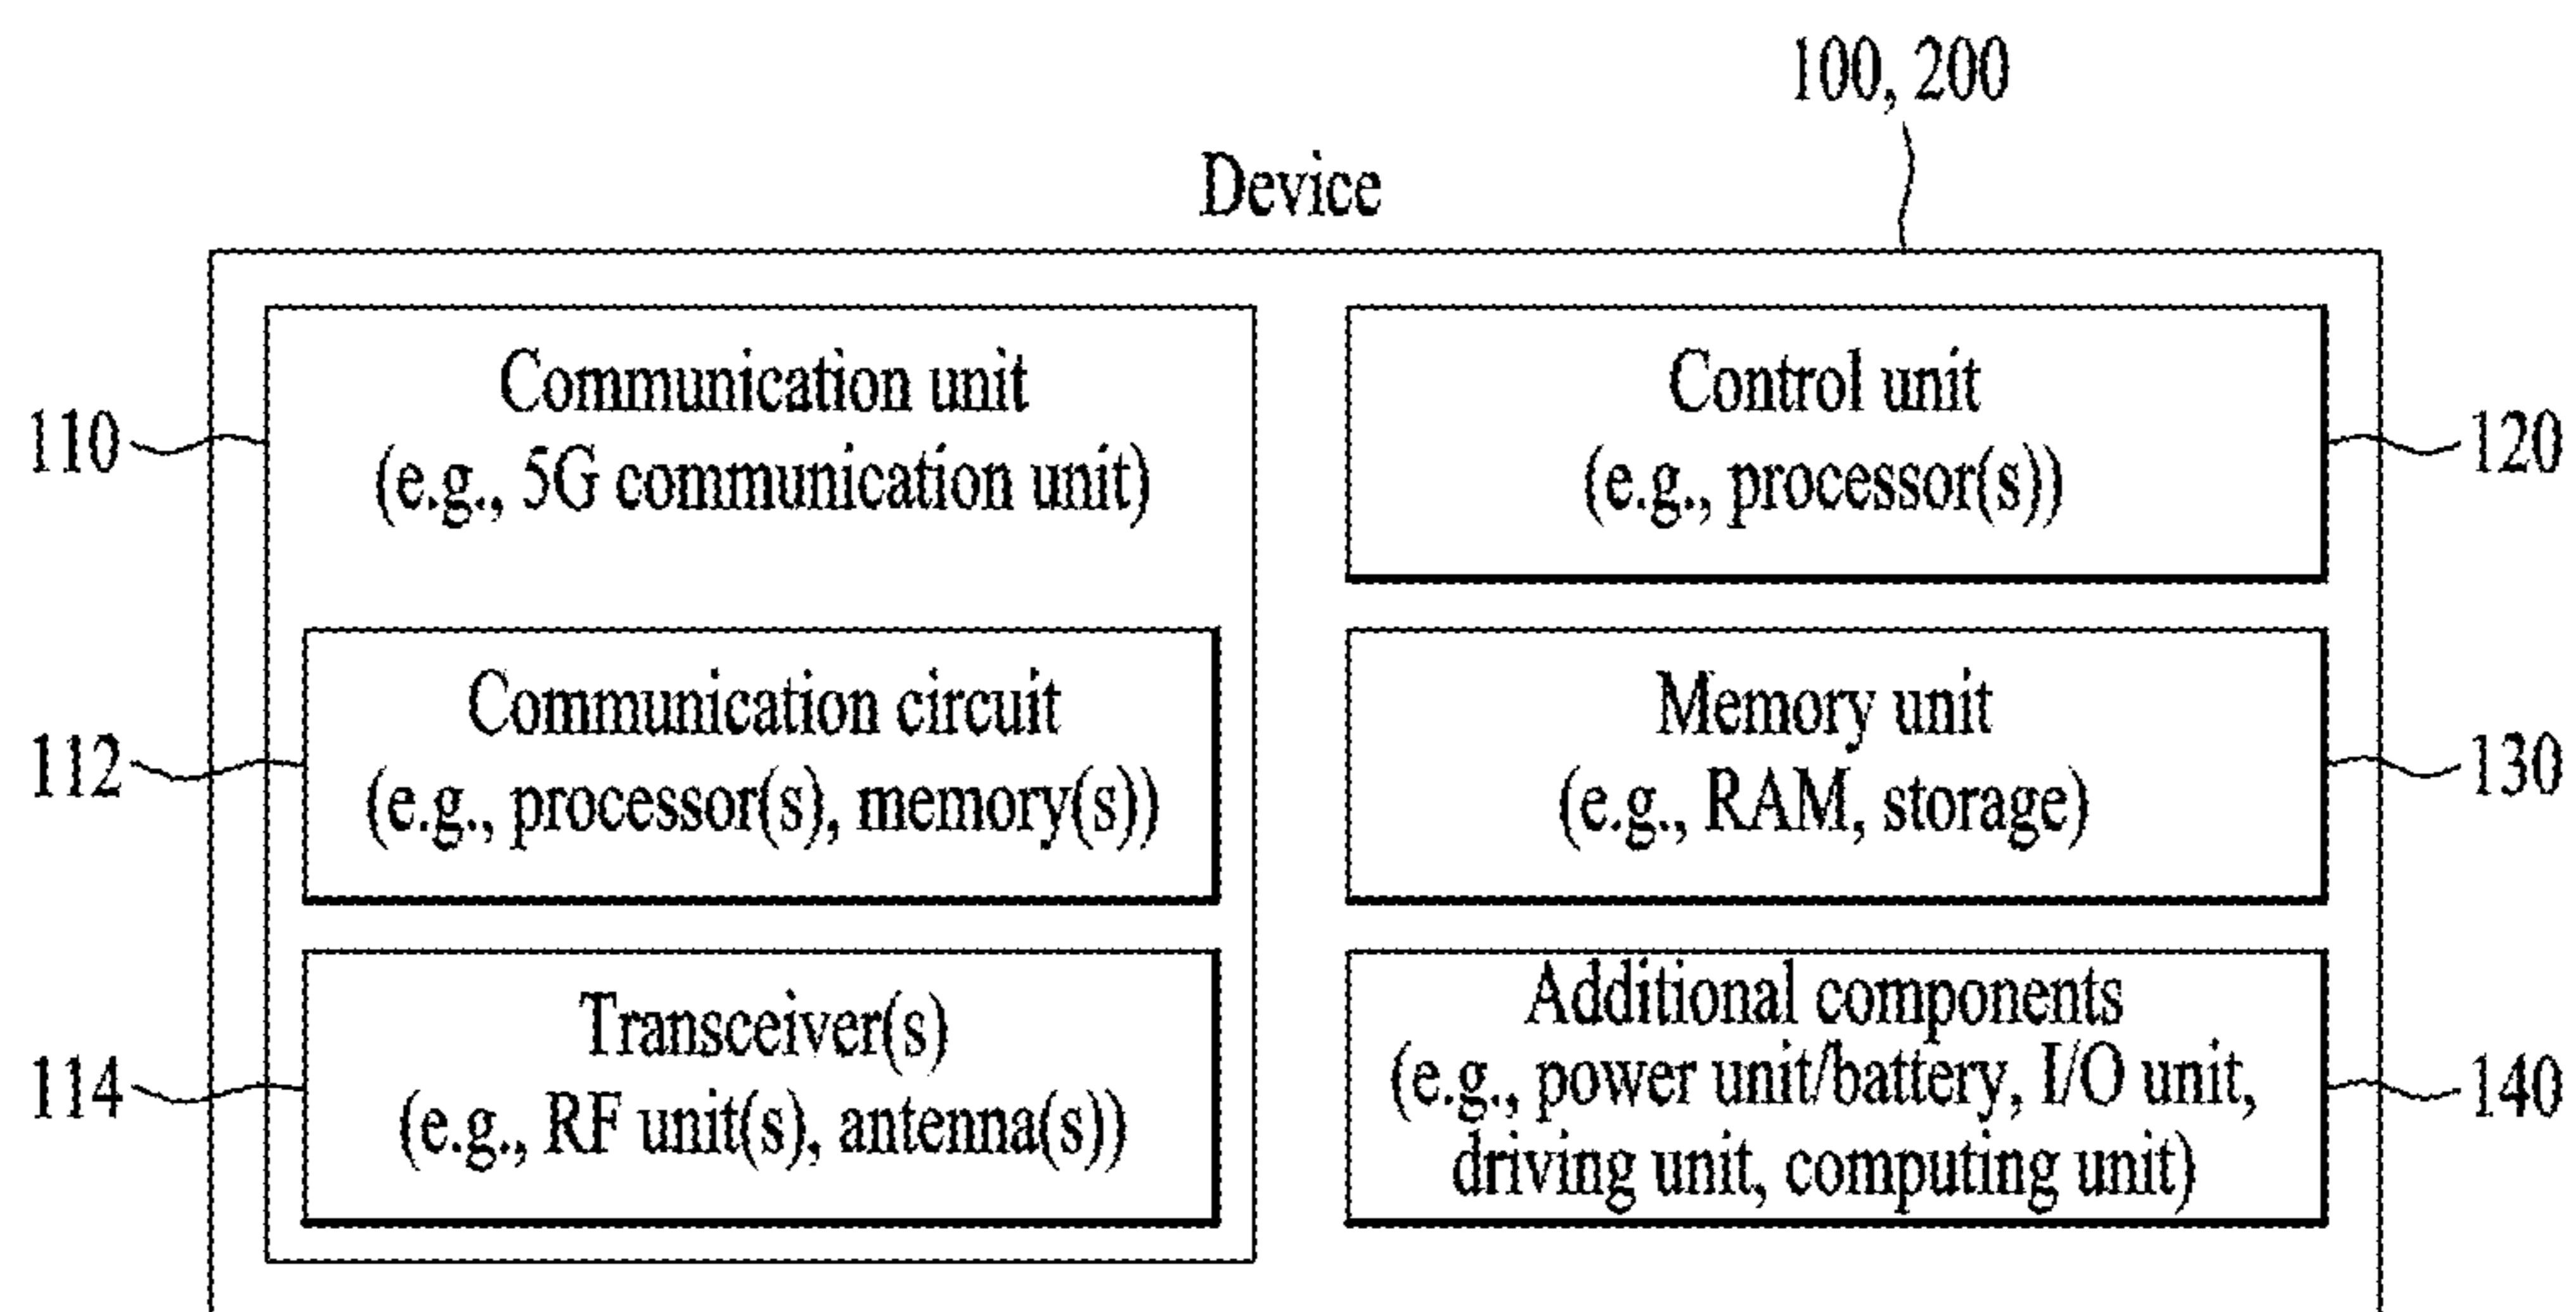 100, 200
Device
110
Communication unit
(e.g., 5G communication unit)
112
Communication circuit
(e.g., processor(s), memory(s))
114
Transceiver(s)
(e.g., RF unit(s), antenna(s))
Control unit
(e.g., processor(s))
120
Memory unit
(e.g., RAM, storage)
130
Additional components
(e.g., power unit/battery, I/O unit,
driving unit, computing unit)
140